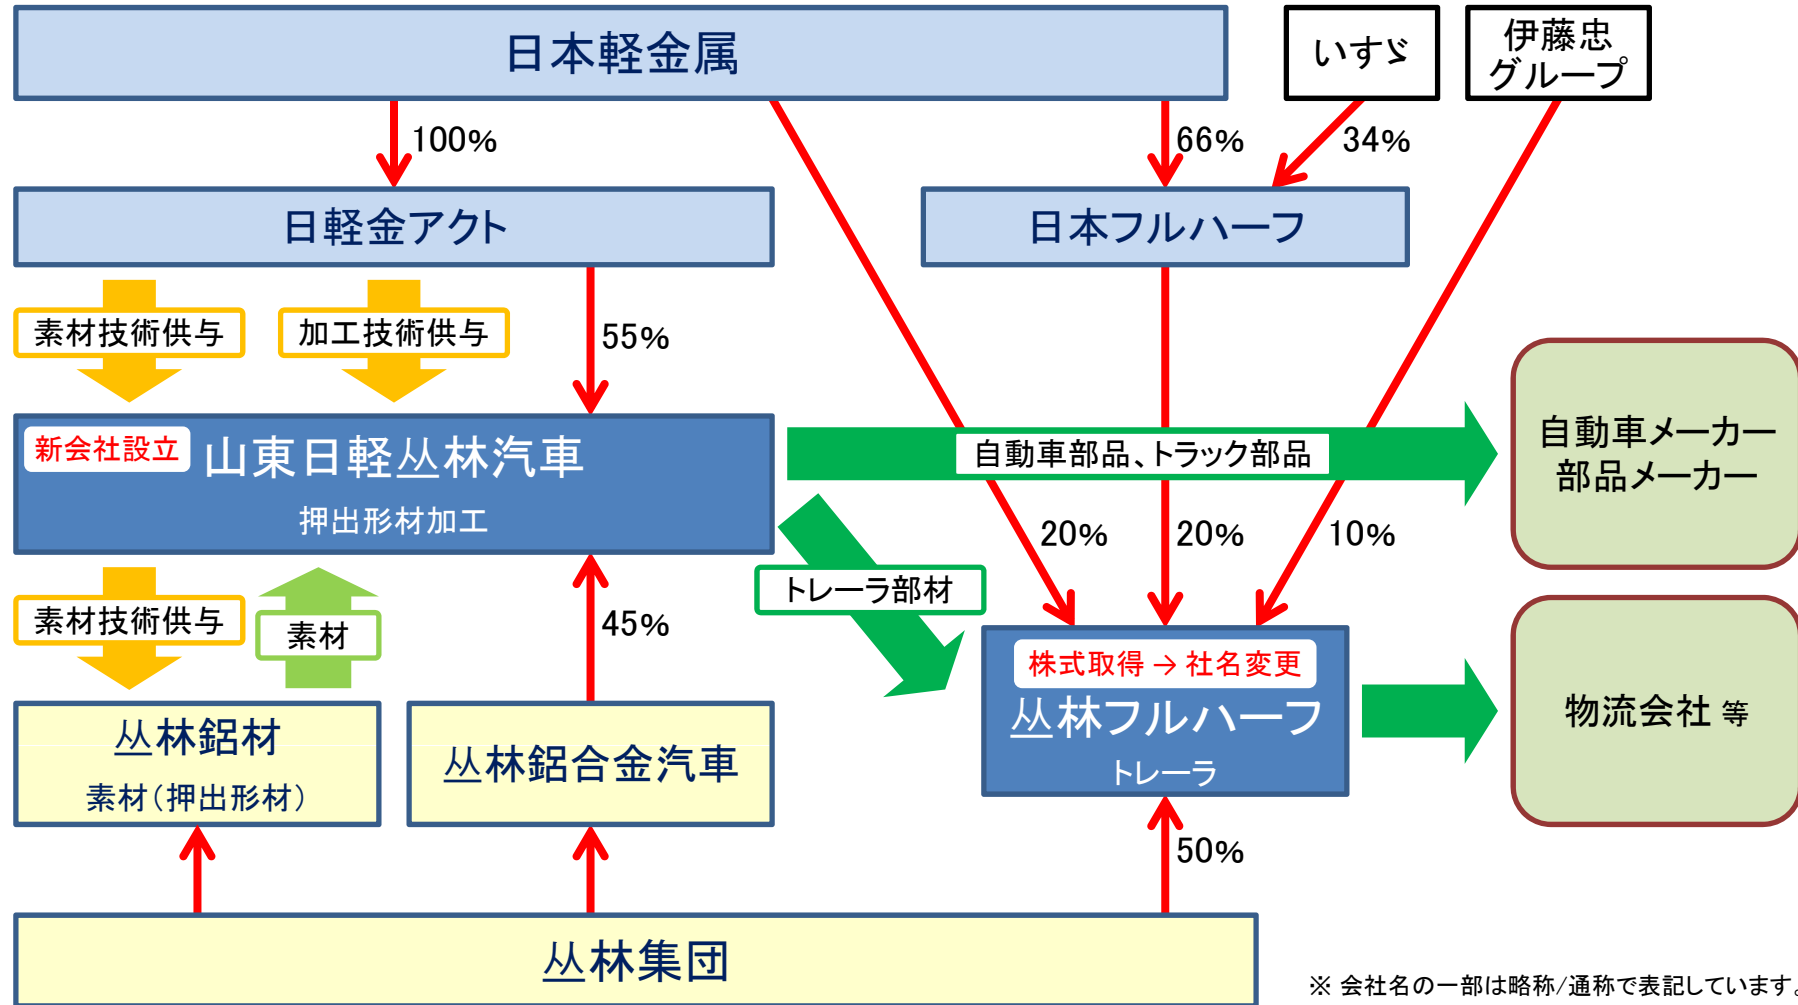 日本軽金属
いすゞ
伊藤忠
グループ
100%
66%
34%
日軽金アクト
日本フルハーフ
素材技術供与
加工技術供与
55%
新会社設立
山東日軽丛林汽車
押出形材加工
自動車部品、トラック部品
自動車メーカー
部品メーカー
20%
20%
10%
トレーラ部材
素材技術供与
素材
45%
株式取得 → 社名変更
丛林フルハーフ
トレーラ
物流会社 等
丛林鋁材
素材(押出形材)
丛林鋁合金汽車
50%
丛林集団
※ 会社名の一部は略称/通称で表記しています。